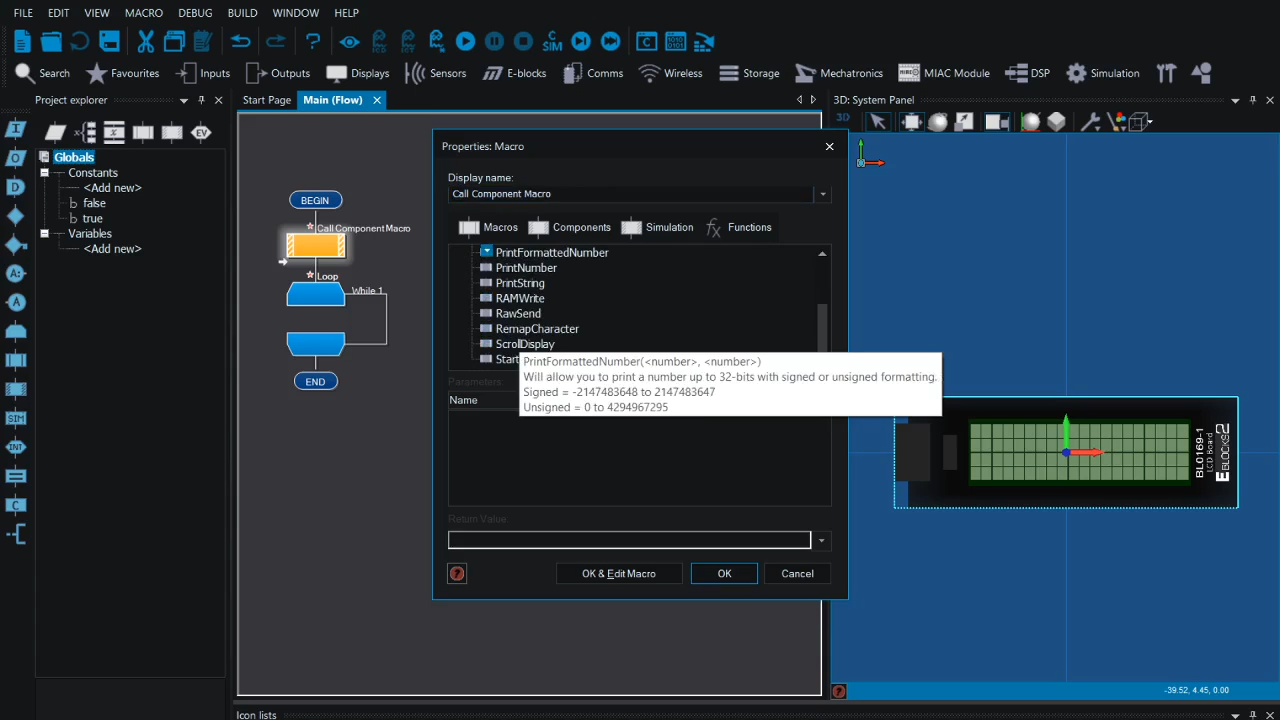 FILE EDIT VIEW MACRO DEBUG BUILD WINDOW HELP
C SIM
Search Favourites Inputs Outputs Displays Sensors E-blocks Comms Wireless Storage Mechatronics MIAC Module DSP Simulation
Project explorer
Start Page Main (Flow)
3D: System Panel
EV
3D
Globals
Constants
<Add new>
false
true
Variables
<Add new>
I
O
D
A:
A
SIM
INT
C
BEGIN
Call Component Macro
Loop
While 1
END
Properties: Macro
Display name:
Call Component Macro
Macros Components Simulation Functions
PrintFormattedNumber
PrintNumber
PrintString
RAMWrite
RawSend
RemapCharacter
ScrollDisplay
Start
PrintFormattedNumber(<number>, <number>)
Will allow you to print a number up to 32-bits with signed or unsigned formatting.
Signed = -2147483648 to 2147483647
Unsigned = 0 to 4294967295
Parameters:
Name
Return Value:
OK & Edit Macro OK Cancel
BL0169-1
LCD Board
E BLOCKS2
-39.52, 4.45, 0.00
Icon lists